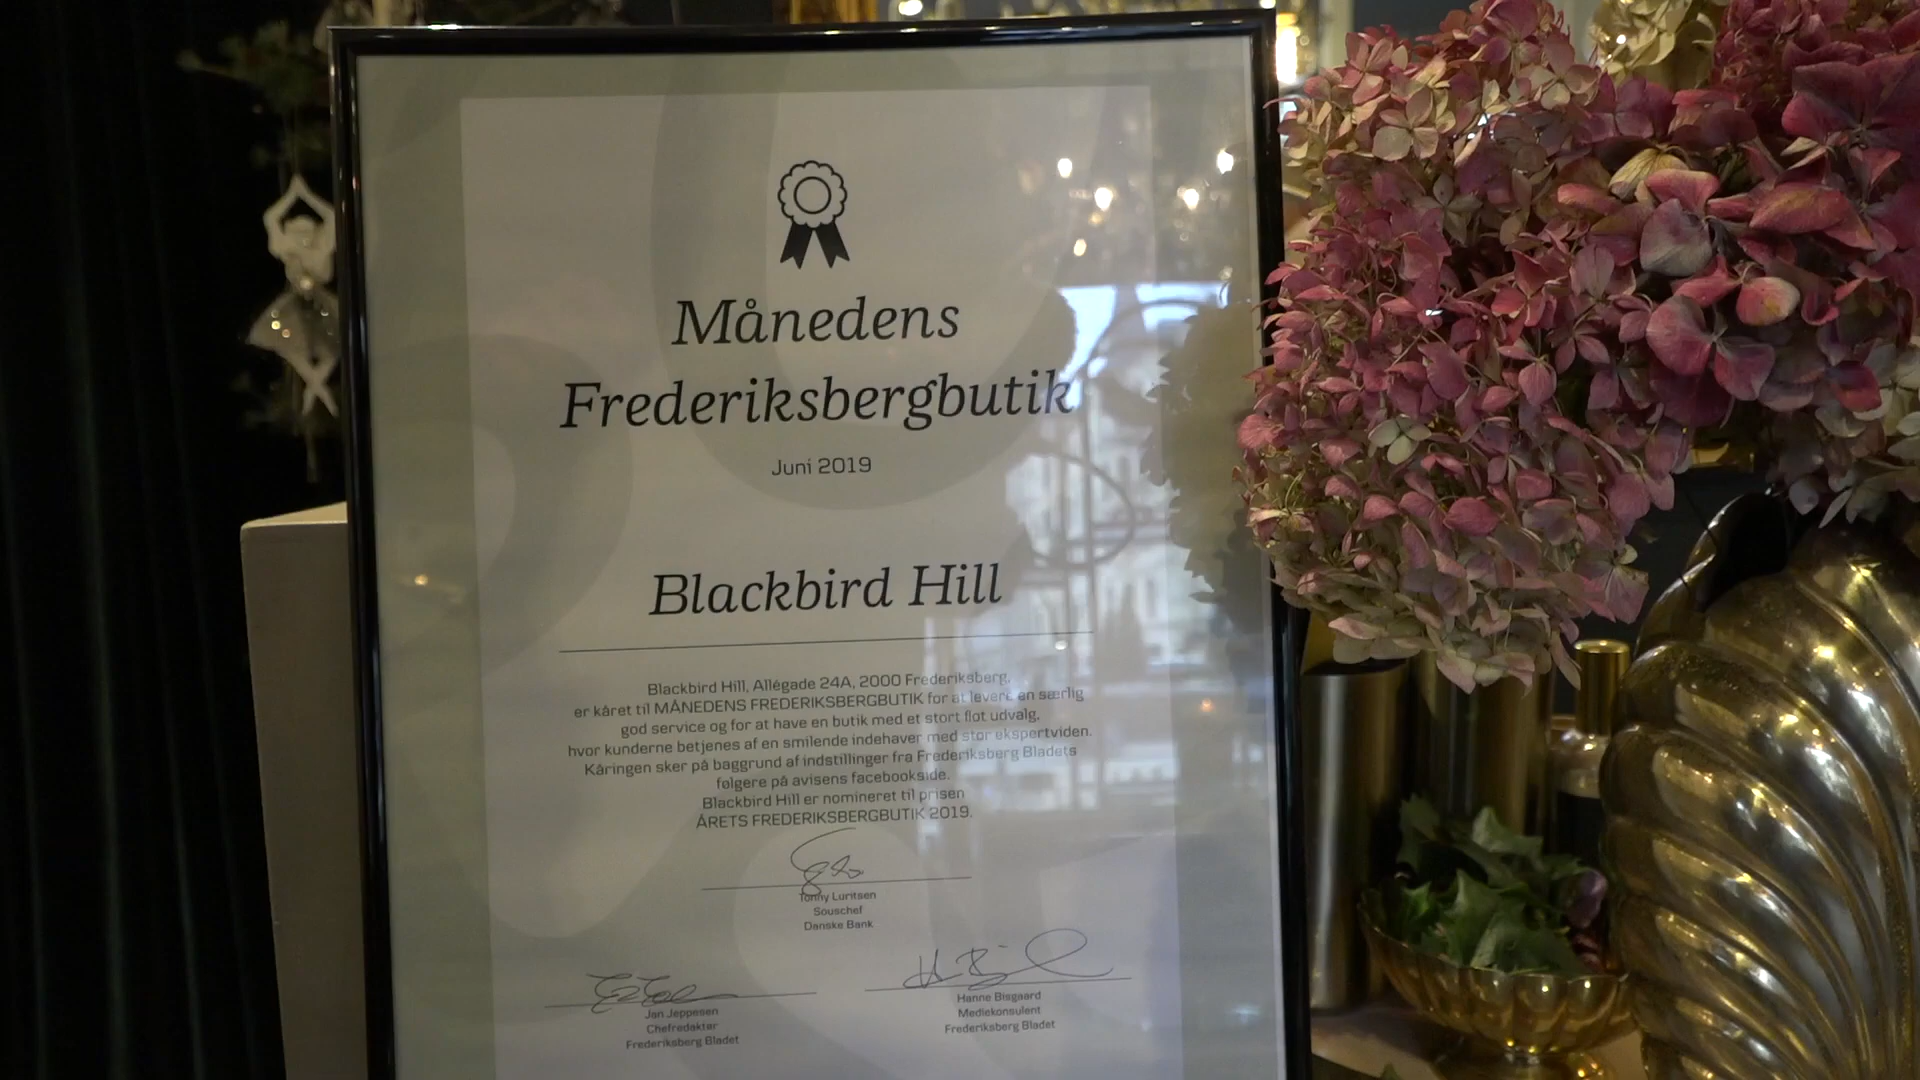 Månedens
Frederiksbergbutik
Juni 2019
Blackbird Hill
Blackbird Hill, Allégade 24A, 2000 Frederiksberg,
er kåret til MÅNEDENS FREDERIKSBERGBUTIK for at levere en særlig
god service og for at have en butik med et stort flot udvalg,
hvor kunderne betjenes af en smilende indehaver med stor ekspertviden.
Kåringen sker på baggrund af indstillinger fra Frederiksberg Bladets
følgere på avisens facebookside.
Blackbird Hill er nomineret til prisen
ÅRETS FREDERIKSBERGBUTIK 2019.
Tonny Luritsen
Souschef
Danske Bank
Jan Jeppesen
Chefredaktør
Frederiksberg Bladet
Hanne Bisgaard
Mediekonsulent
Frederiksberg Bladet